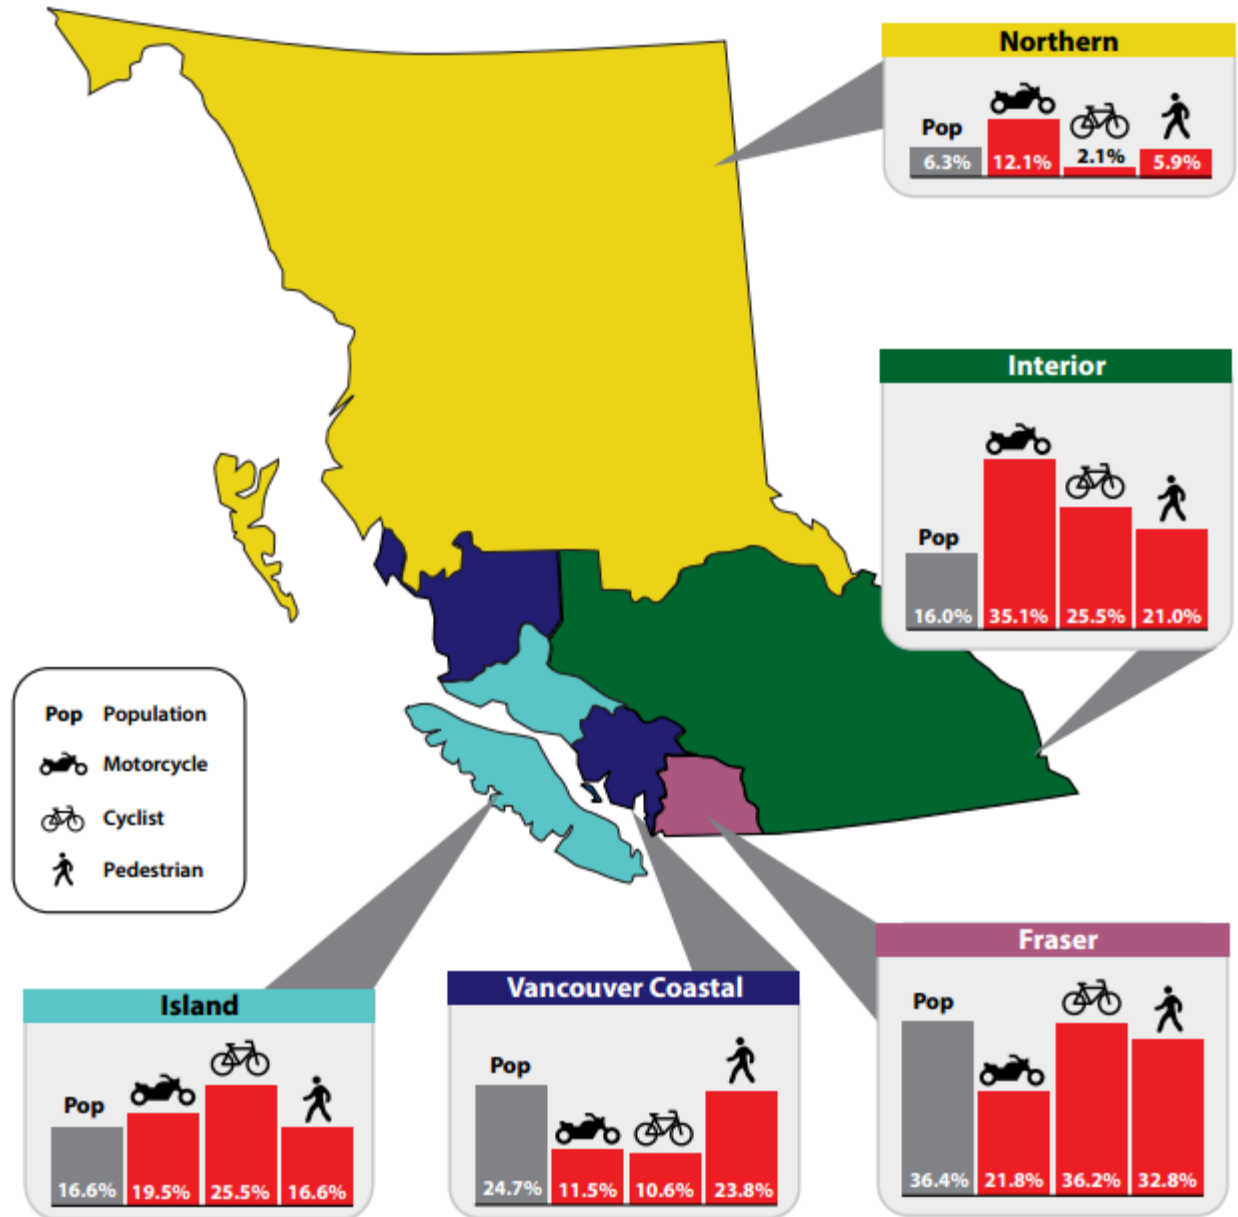 Northern
Pop
6.3% 12.1% 2.1% 5.9%
Interior
Pop
16.0% 35.1% 25.5% 21.0%
Pop Population
Motorcycle
Cyclist
Pedestrian
Island
Pop
16.6% 19.5% 25.5% 16.6%
Vancouver Coastal
Pop
24.7% 11.5% 10.6% 23.8%
Fraser
Pop
36.4% 21.8% 36.2% 32.8%